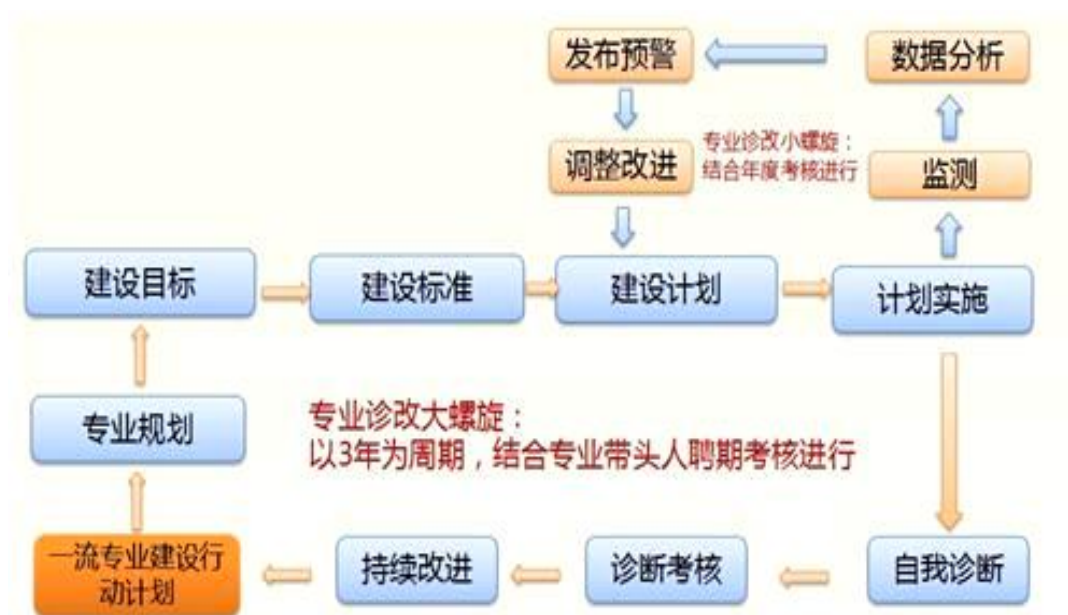 发布预警
数据分析
调整改进
专业诊改小螺旋：
结合年度考核进行
监测
建设目标
建设标准
建设计划
计划实施
专业规划
专业诊改大螺旋：
以3年为周期，结合专业带头人聘期考核进行
一流专业建设行
动计划
持续改进
诊断考核
自我诊断